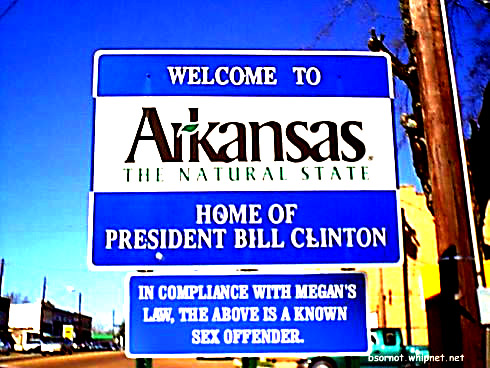 WELCOME TO
Arkansas
THE NATURAL STATE
HOME OF
PRESIDENT BILL CLINTON
IN COMPLIANCE WITH MEGAN'S
LAW, THE ABOVE IS A KNOWN
SEX OFFENDER.
bsornot.whipnet.net